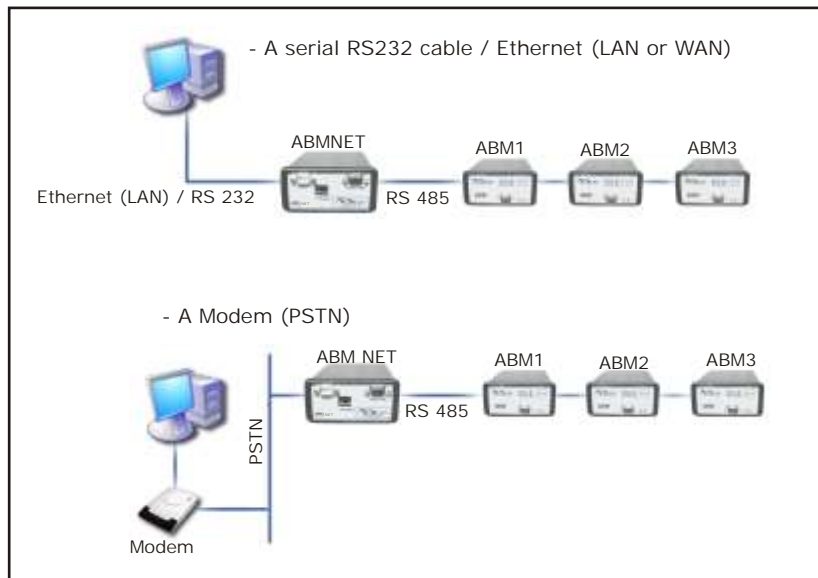 - A serial RS232 cable / Ethernet (LAN or WAN)
ABMNET
ABM1
ABM2
ABM3
Ethernet (LAN) / RS 232
RS 485
- A Modem (PSTN)
ABM NET
ABM1
ABM2
ABM3
RS 485
PSTN
Modem